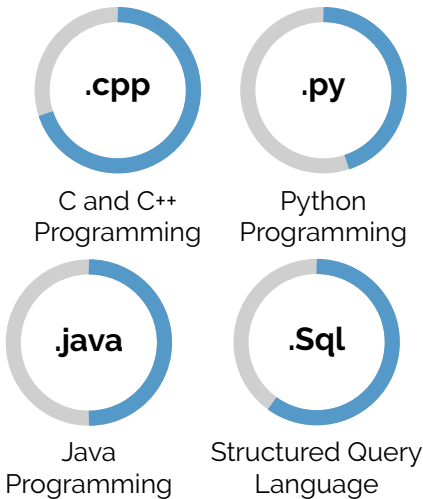 .cpp
C and C++
Programming
.py
Python
Programming
.java
Java
Programming
.Sql
Structured Query
Language